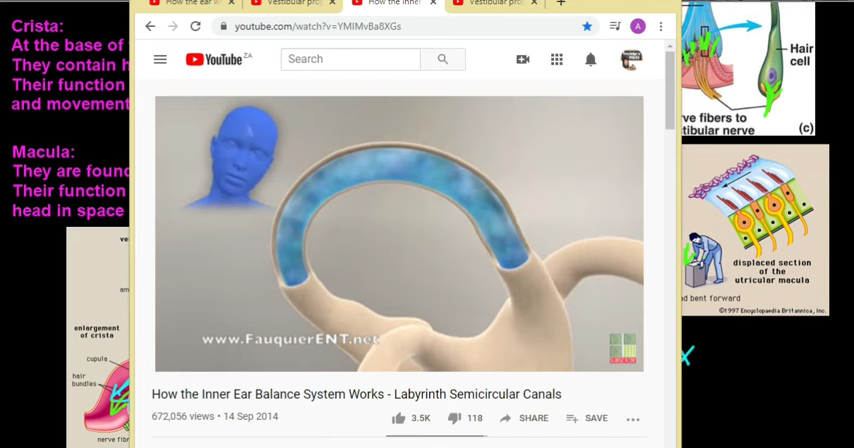 How the ear w
Vestibular pro
How the Inner
Vestibular pro
youtube.com/watch?v=YMIMvBa8XGs
A
YouTube ZA
Search
Crista:
At the base of
They contain h
Their function
and movement
Macula:
They are found
Their function
head in space
www.FauquierENT.net
How the Inner Ear Balance System Works - Labyrinth Semicircular Canals
672,056 views • 14 Sep 2014
3.5K
118
SHARE
SAVE
Hair
cell
ve fibers to
tibular nerve
(c)
displaced section
of the
utricular macula
d bent forward
©1997 Encyclopaedia Britannica, Inc.
ve
am
enlargement
of crista
cupula
hair
bundles
nerve fib